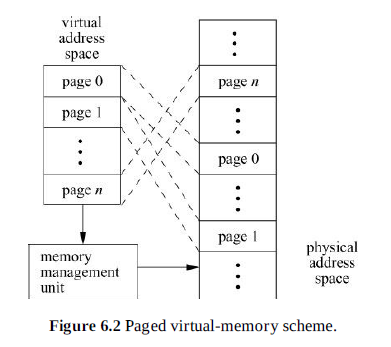 virtual
address
space
page 0
page 1
page n
memory
management
unit
page n
page 0
page 1
physical
address
space
Figure 6.2 Paged virtual-memory scheme.